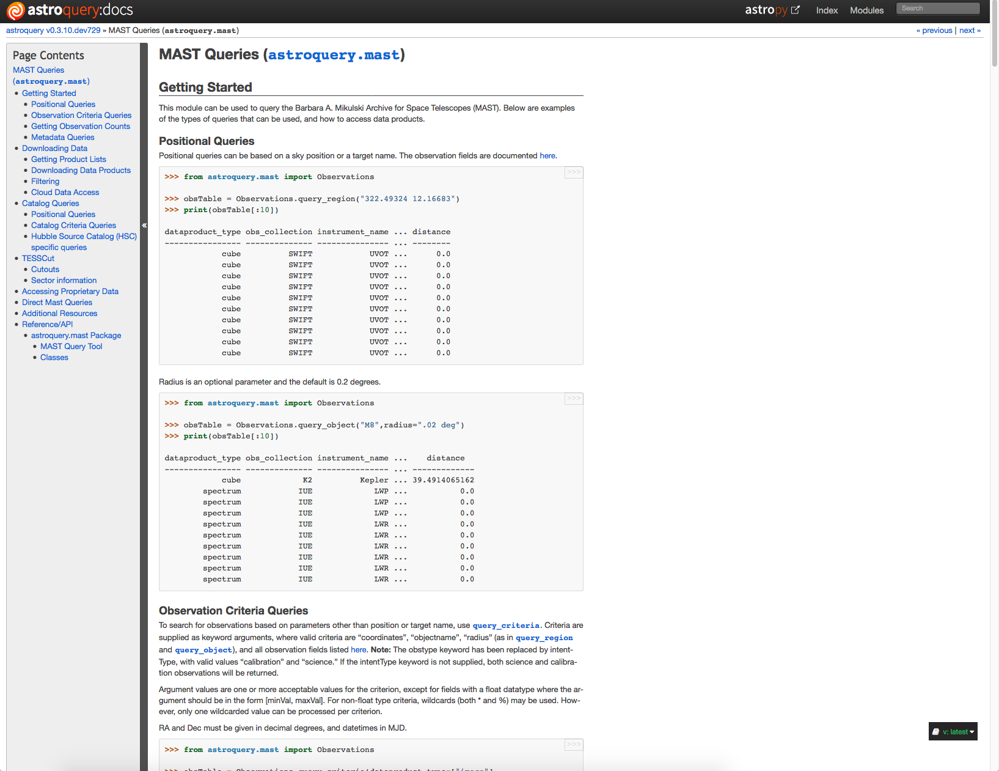 astroquery:docs
astropy Index Modules Search
astroquery v0.3.10.dev729 » MAST Queries (astroquery.mast)
« previous | next »
Page Contents
MAST Queries
(astroquery.mast)
• Getting Started
• Positional Queries
• Observation Criteria Queries
• Getting Observation Counts
• Metadata Queries
• Downloading Data
• Getting Product Lists
• Downloading Data Products
• Filtering
• Cloud Data Access
• Catalog Queries
• Positional Queries
• Catalog Criteria Queries
• Hubble Source Catalog (HSC)
specific queries
• TESSCut
• Cutouts
• Sector information
• Accessing Proprietary Data
• Direct Mast Queries
• Additional Resources
• Reference/API
• astroquery.mast Package
• MAST Query Tool
• Classes
«
MAST Queries (astroquery.mast)
Getting Started
This module can be used to query the Barbara A. Mikulski Archive for Space Telescopes (MAST). Below are examples
of the types of queries that can be used, and how to access data products.
Positional Queries
Positional queries can be based on a sky position or a target name. The observation fields are documented here.
>>>
>>> from astroquery.mast import Observations
>>> obsTable = Observations.query_region("322.49324 12.16683")
>>> print(obsTable[:10])
dataproduct_type obs_collection instrument_name ... distance
---------------- -------------- --------------- ... --------
cube SWIFT UVOT ... 0.0
cube SWIFT UVOT ... 0.0
cube SWIFT UVOT ... 0.0
cube SWIFT UVOT ... 0.0
cube SWIFT UVOT ... 0.0
cube SWIFT UVOT ... 0.0
cube SWIFT UVOT ... 0.0
cube SWIFT UVOT ... 0.0
cube SWIFT UVOT ... 0.0
cube SWIFT UVOT ... 0.0
Radius is an optional parameter and the default is 0.2 degrees.
>>>
>>> from astroquery.mast import Observations
>>> obsTable = Observations.query_object("M8",radius=".02 deg")
>>> print(obsTable[:10])
dataproduct_type obs_collection instrument_name ... distance
---------------- -------------- --------------- ... -------------
cube K2 Kepler ... 39.4914065162
spectrum IUE LWP ... 0.0
spectrum IUE LWP ... 0.0
spectrum IUE LWP ... 0.0
spectrum IUE LWR ... 0.0
spectrum IUE LWR ... 0.0
spectrum IUE LWR ... 0.0
spectrum IUE LWR ... 0.0
spectrum IUE LWR ... 0.0
spectrum IUE LWR ... 0.0
Observation Criteria Queries
To search for observations based on parameters other than position or target name, use query_criteria. Criteria are
supplied as keyword arguments, where valid criteria are “coordinates”, “objectname”, “radius” (as in query_region
and query_object), and all observation fields listed here. Note: The obstype keyword has been replaced by intent-
Type, with valid values “calibration” and “science.” If the intentType keyword is not supplied, both science and calibra-
tion observations will be returned.
Argument values are one or more acceptable values for the criterion, except for fields with a float datatype where the ar-
gument should be in the form [minVal, maxVal]. For non-float type criteria, wildcards (both * and %) may be used. How-
ever, only one wildcarded value can be processed per criterion.
RA and Dec must be given in decimal degrees, and datetimes in MJD.
>>>
>>> from astroquery.mast import Observations
>>> obsTable = Observations.query_criteria(dataproduct_type=["image"],
v: latest